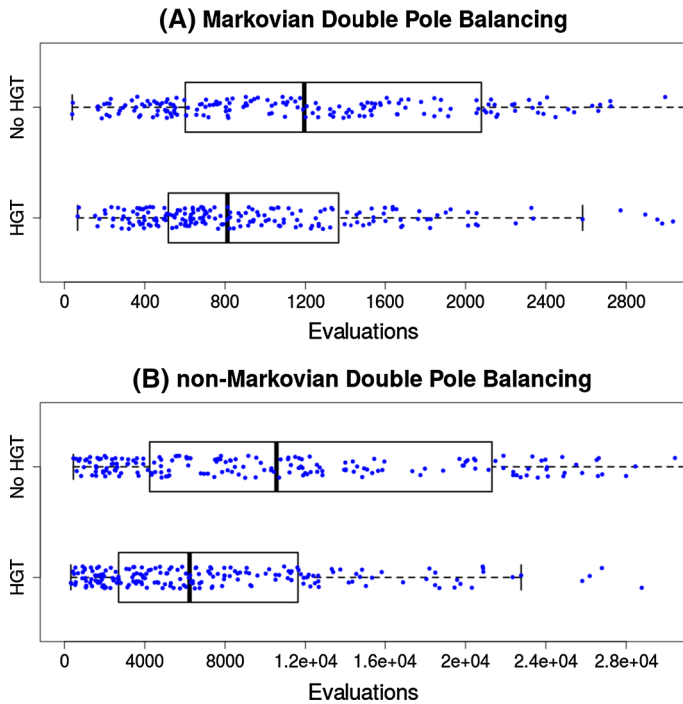 (A) Markovian Double Pole Balancing
No HGT
HGT
0 400 800 1200 1600 2000 2400 2800
Evaluations
(B) non-Markovian Double Pole Balancing
No HGT
HGT
0 4000 8000 1.2e+04 1.6e+04 2e+04 2.4e+04 2.8e+04
Evaluations